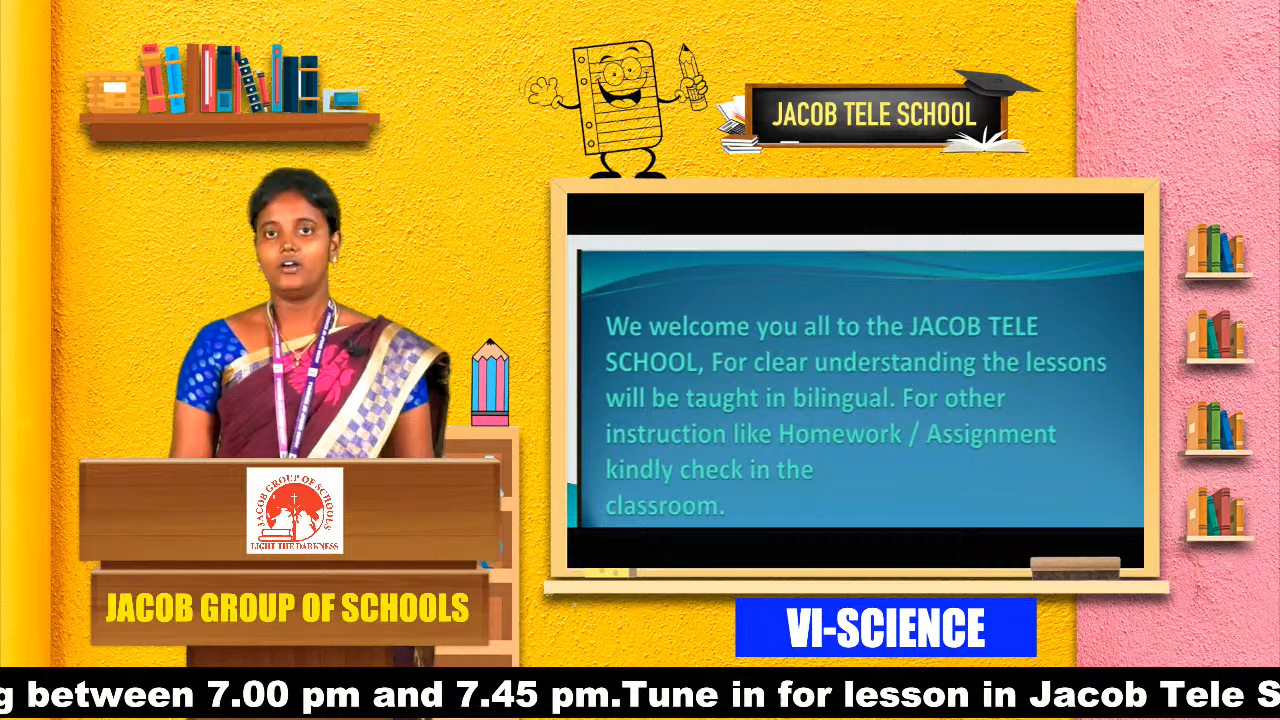 JACOB TELE SCHOOL
We welcome you all to the JACOB TELE
SCHOOL, For clear understanding the lessons
will be taught in bilingual. For other
instruction like Homework / Assignment
kindly check in the
classroom.
JACOB GROUP OF SCHOOLS
LIGHT THE DARKNESS
JACOB GROUP OF SCHOOLS
VI-SCIENCE
g between 7.00 pm and 7.45 pm.Tune in for lesson in Jacob Tele S